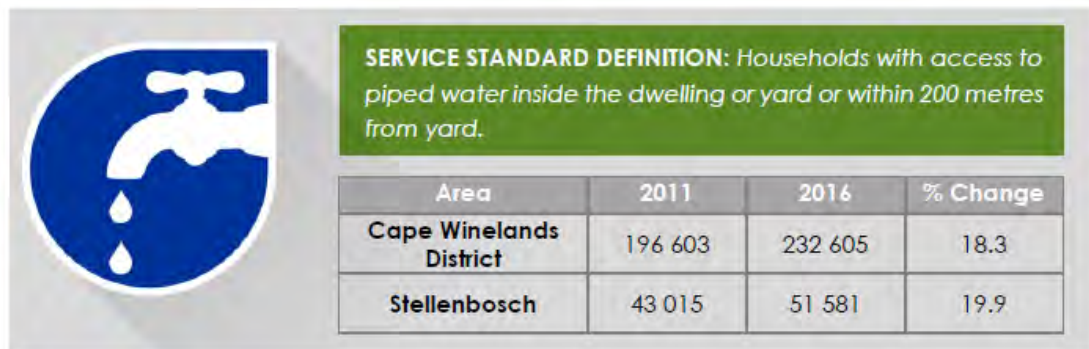 SERVICE STANDARD DEFINITION: Households with access to
piped water inside the dwelling or yard or within 200 metres
from yard.
Area 2011 2016 % Change
Cape Winelands
District 196 603 232 605 18.3
Stellenbosch 43 015 51 581 19.9